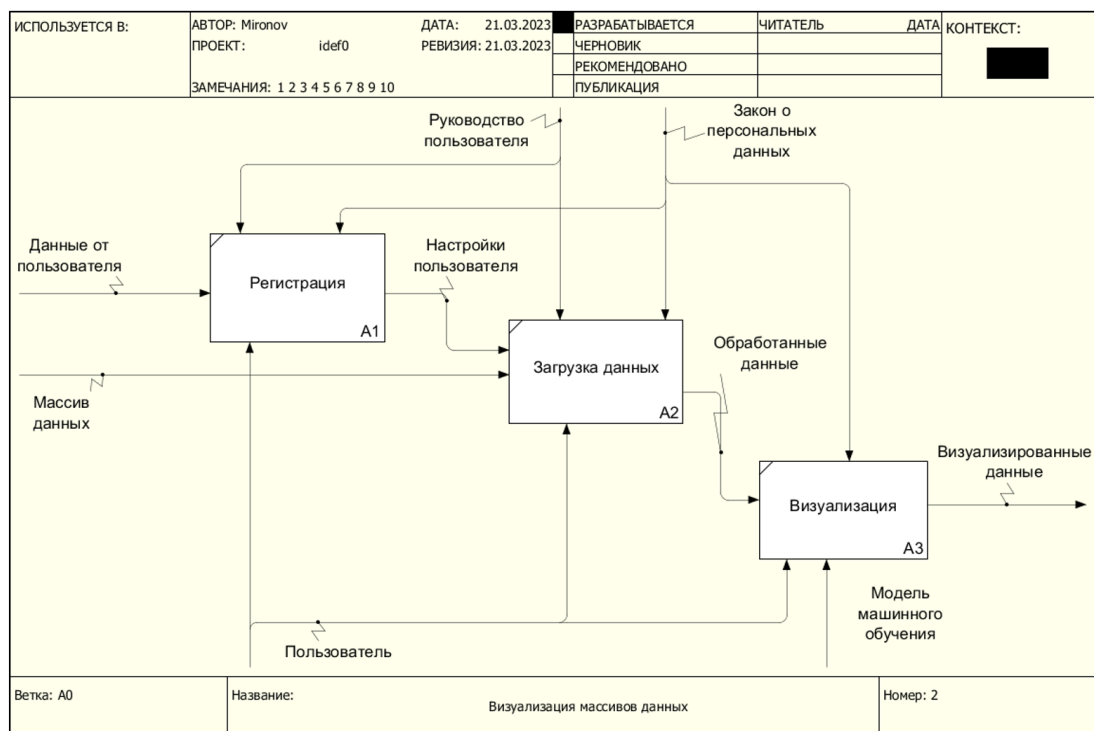 ИСПОЛЬЗУЕТСЯ В:
АВТОР: Mironov
ДАТА: 21.03.2023
РАЗРАБАТЫВАЕТСЯ
ЧИТАТЕЛЬ
ДАТА
КОНТЕКСТ:
ПРОЕКТ: idef0
РЕВИЗИЯ: 21.03.2023
ЧЕРНОВИК
РЕКОМЕНДОВАНО
ЗАМЕЧАНИЯ: 1 2 3 4 5 6 7 8 9 10
ПУБЛИКАЦИЯ
Руководство
пользователя
Закон о
персональных
данных
Данные от
пользователя
Регистрация
A1
Настройки
пользователя
Массив
данных
Загрузка данных
A2
Обработанные
данные
Визуализация
A3
Визуализированные
данные
Модель
машинного
обучения
Пользователь
Ветка: A0
Название:
Визуализация массивов данных
Номер: 2